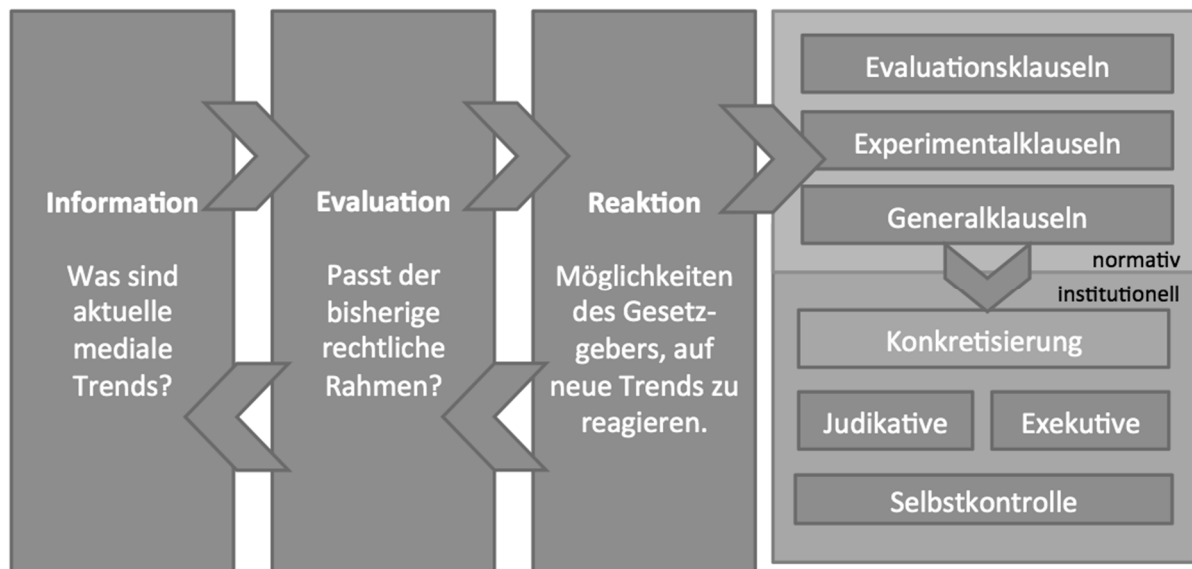 Information
Was sind
aktuelle
mediale
Trends?
Evaluation
Passt der
bisherige
rechtliche
Rahmen?
Reaktion
Möglichkeiten
des Gesetz-
gebers, auf
neue Trends zu
reagieren.
Evaluationsklauseln
Experimentalklauseln
Generalklauseln
normativ
institutionell
Konkretisierung
Judikative
Exekutive
Selbstkontrolle